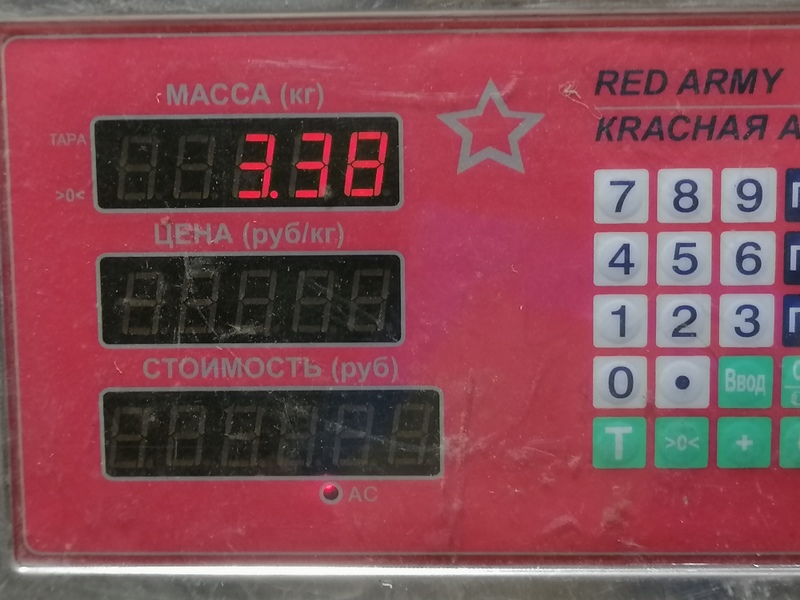 МАССА (кг)
RED ARMY
ТАРА
3.38
КRАСНАЯ А
>0<
7 8 9 П
ЦЕНА (руб/кг)
4 5 6 П
1 2 3 П
СТОИМОСТЬ (руб)
0 • Ввод
T >0< +
AC